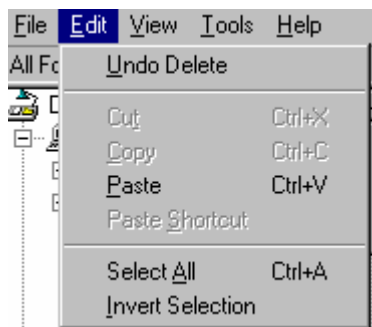 File Edit View Tools Help
All Fo
Undo Delete
Cut Ctrl+X
Copy Ctrl+C
Paste Ctrl+V
Paste Shortcut
Select All Ctrl+A
Invert Selection